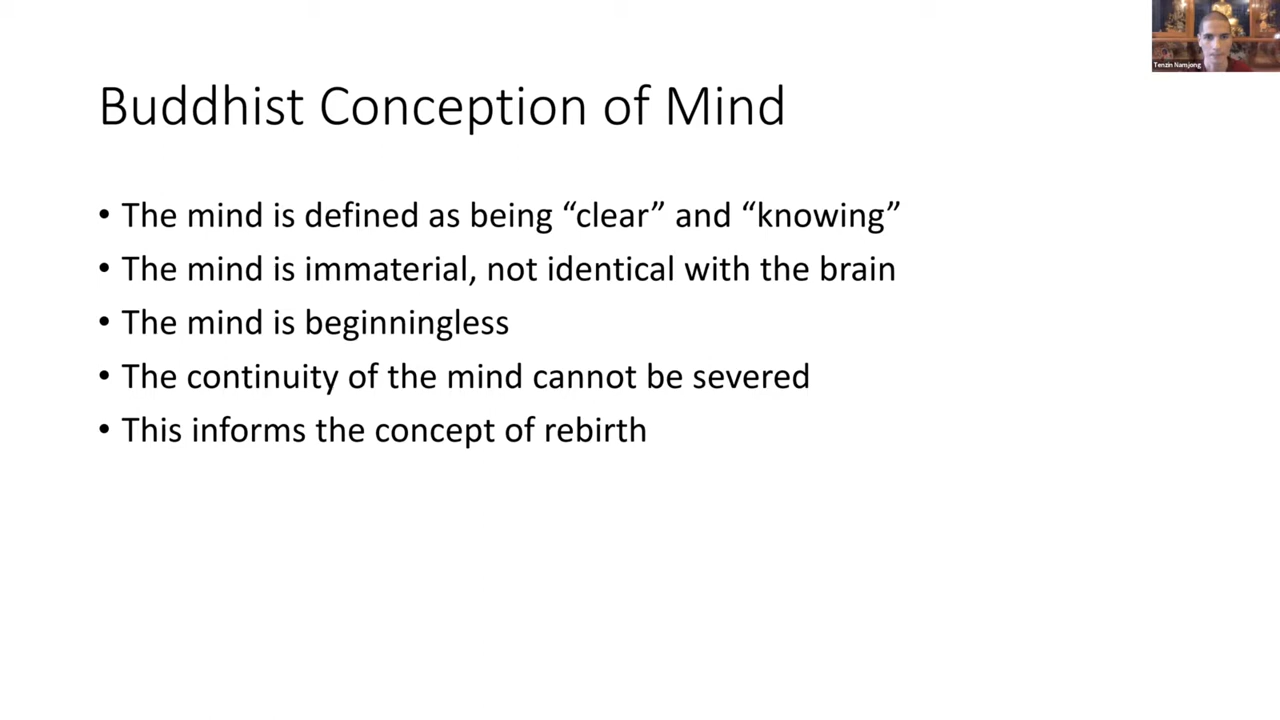 Tenzin Namjong
Buddhist Conception of Mind
• The mind is defined as being “clear” and “knowing”
• The mind is immaterial, not identical with the brain
• The mind is beginningless
• The continuity of the mind cannot be severed
• This informs the concept of rebirth